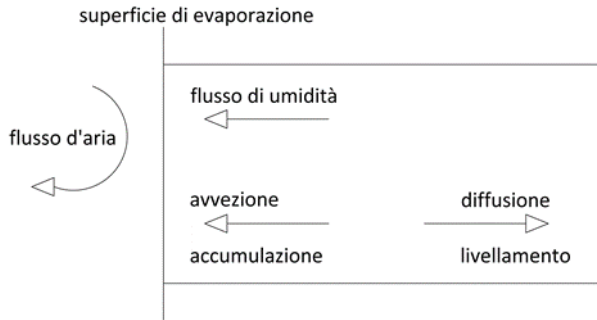 superficie di evaporazione
flusso di umidità
flusso d'aria
avvezione
diffusione
accumulazione
livellamento